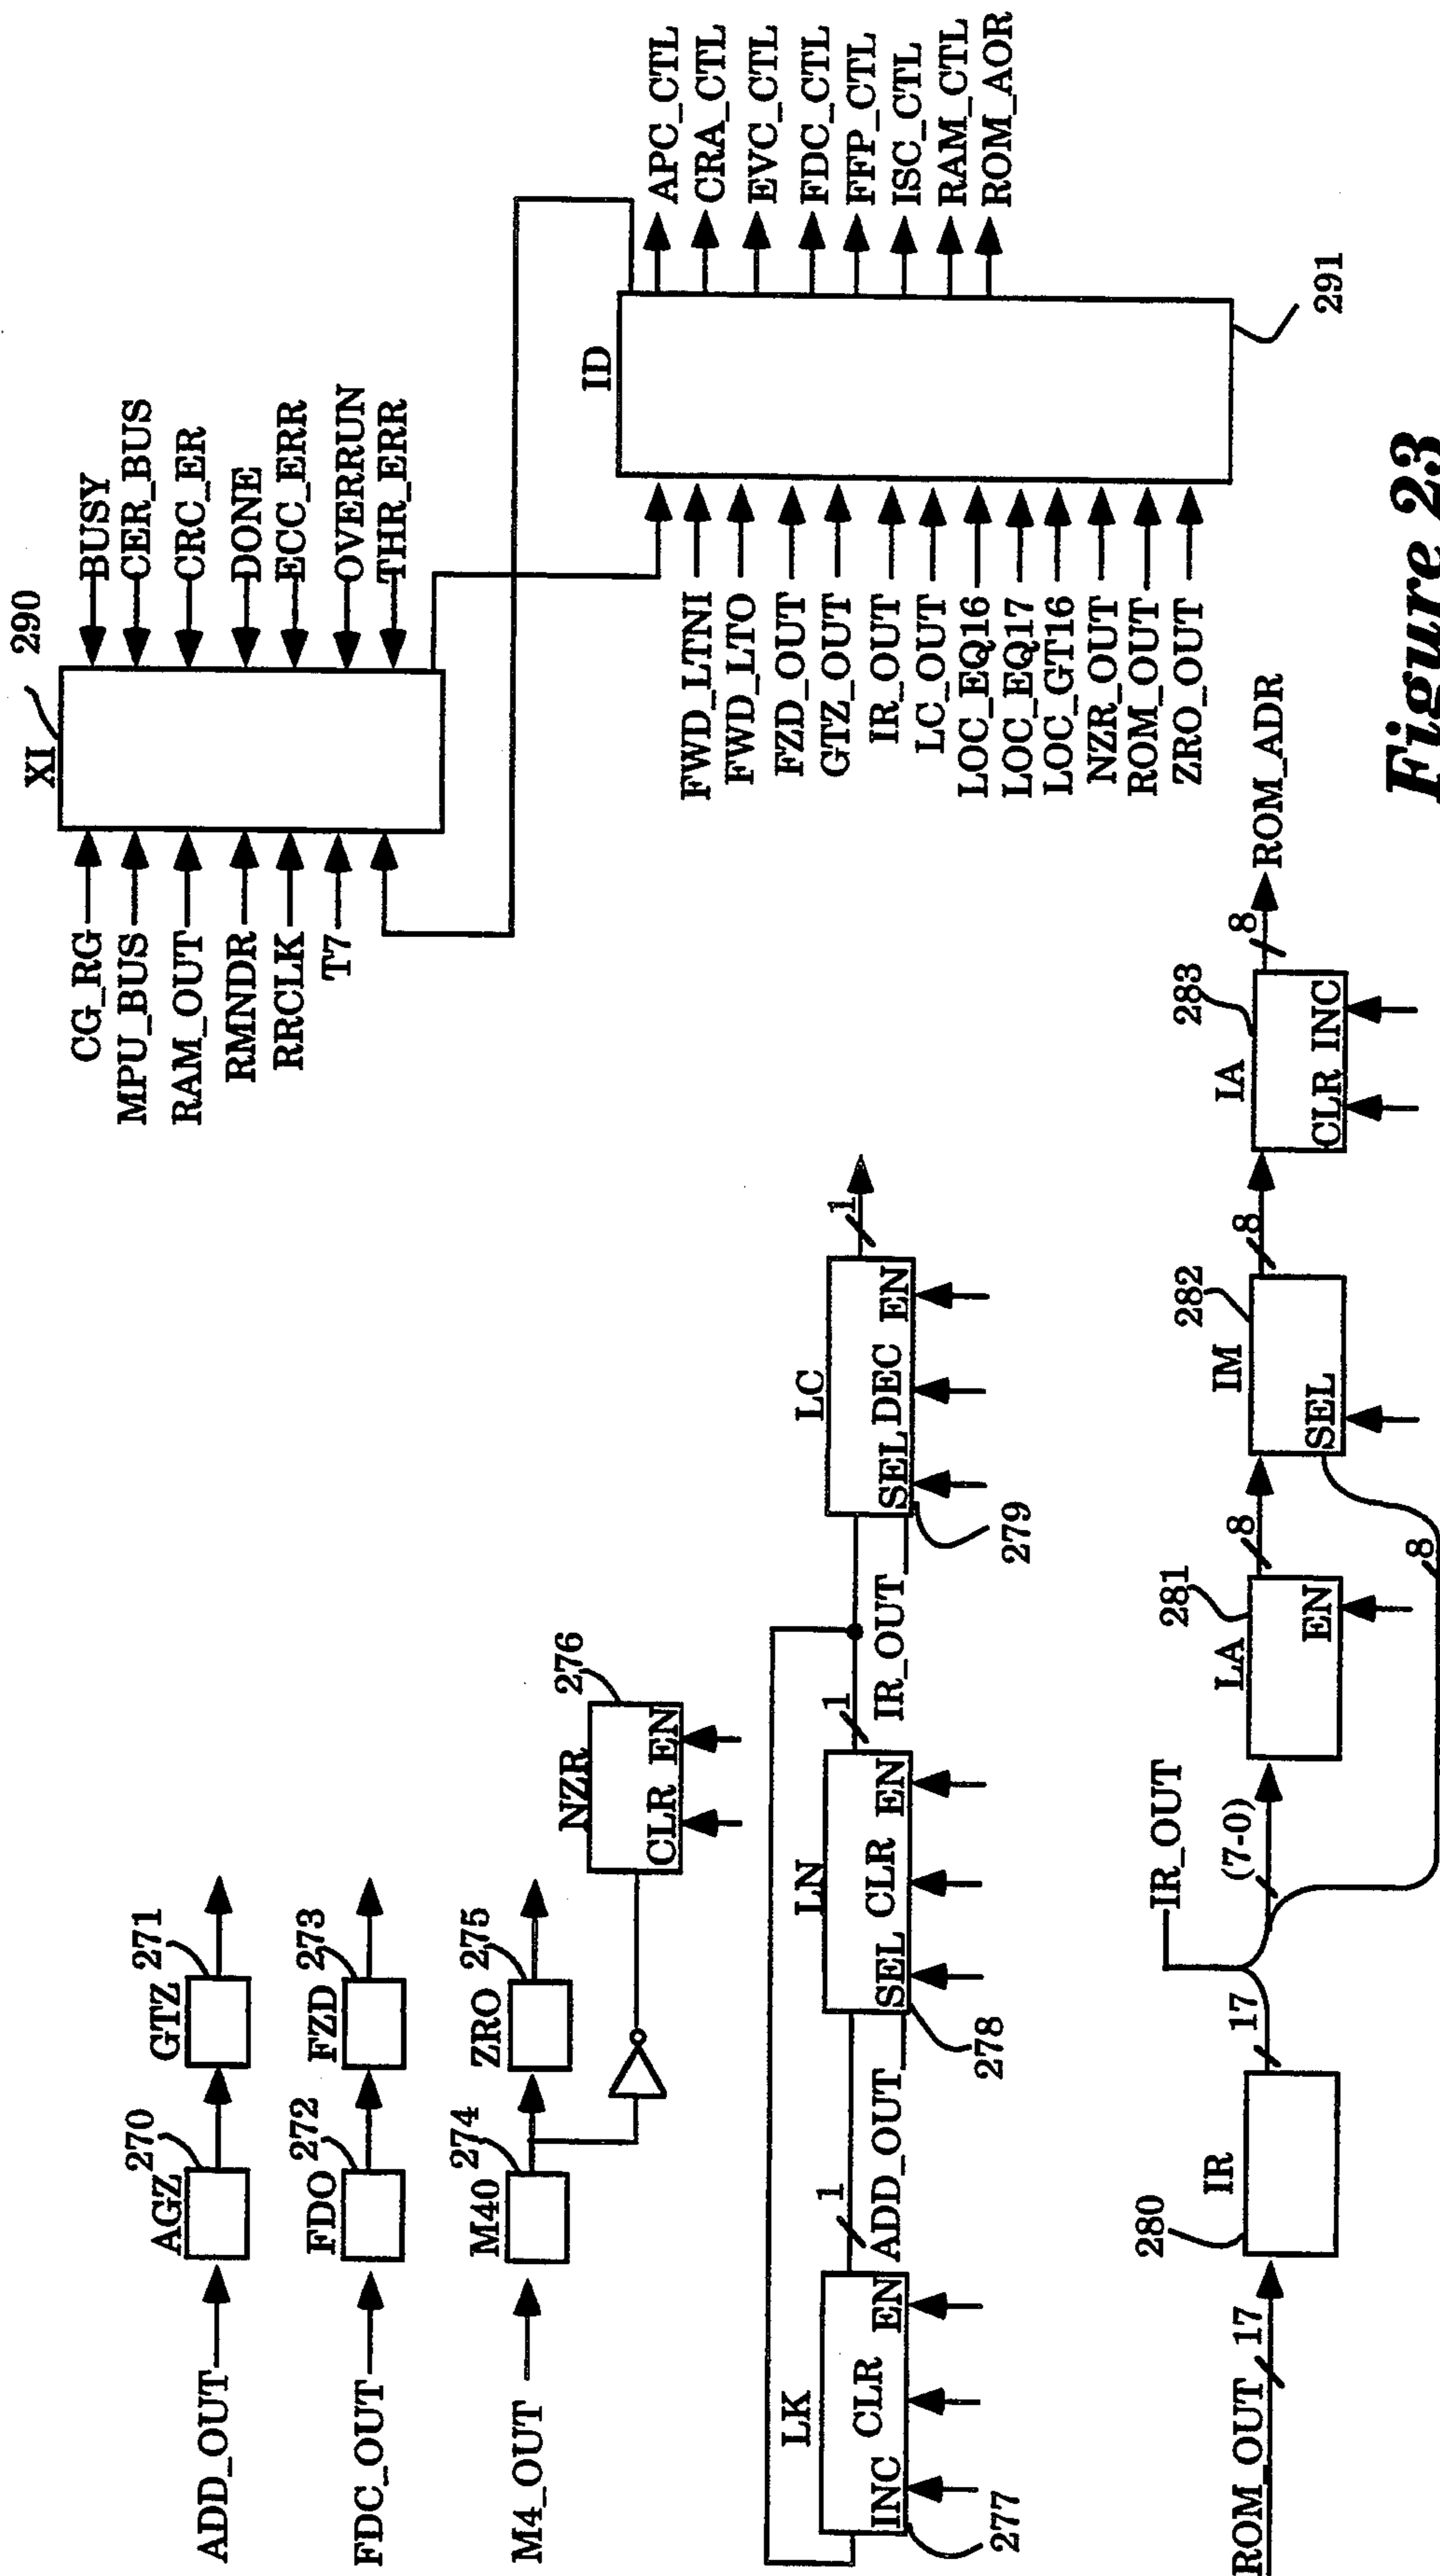 290
XI
CG_RG
MPU_BUS
RAM_OUT
RMNDR
RRCLK
T7
BUSY
CER_BUS
CRC_ER
DONE
ECC_ERR
OVERRUN
THR_ERR
ID
FWD_LTNI
FWD_LTO
FZD_OUT
GTZ_OUT
IR_OUT
LC_OUT
LOC_EQ16
LOC_EQ17
LOC_GT16
NZR_OUT
ROM_OUT
ZRO_OUT
APC_CTL
CRA_CTL
EVC_CTL
FDC_CTL
FFP_CTL
ISC_CTL
RAM_CTL
ROM_AOR
291
ADD_OUT
AGZ
270
GTZ
271
FDC_OUT
FDO
272
FZD
273
M4_OUT
M40
274
ZRO
275
NZR
276
CLR EN
LK
INC CLR EN
277
1
ADD_OUT
LN
SEL CLR EN
278
1
IR_OUT
LC
SEL DEC EN
279
1
ROM_OUT
17
280
IR
17
IR_OUT
(7-0)
LA
281
EN
8
8
IM
282
SEL
8
IA
283
CLR INC
8
ROM_ADR
Figure 23